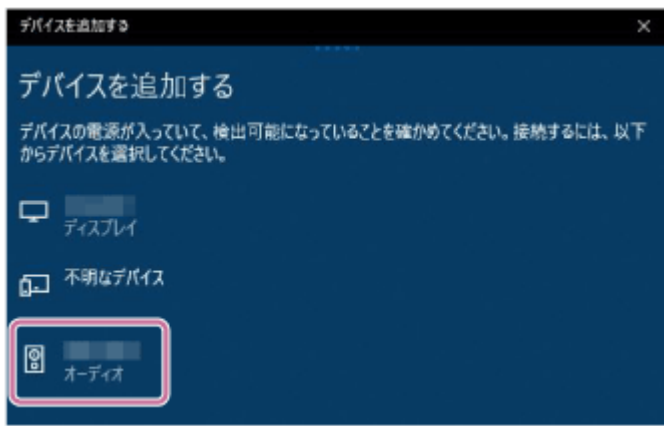 デバイスを追加する
デバイスを追加する
デバイスの電源が入っていて、検出可能になっていることを確かめてください。接続するには、以下
からデバイスを選択してください。
ディスプレイ
不明なデバイス
オーディオ